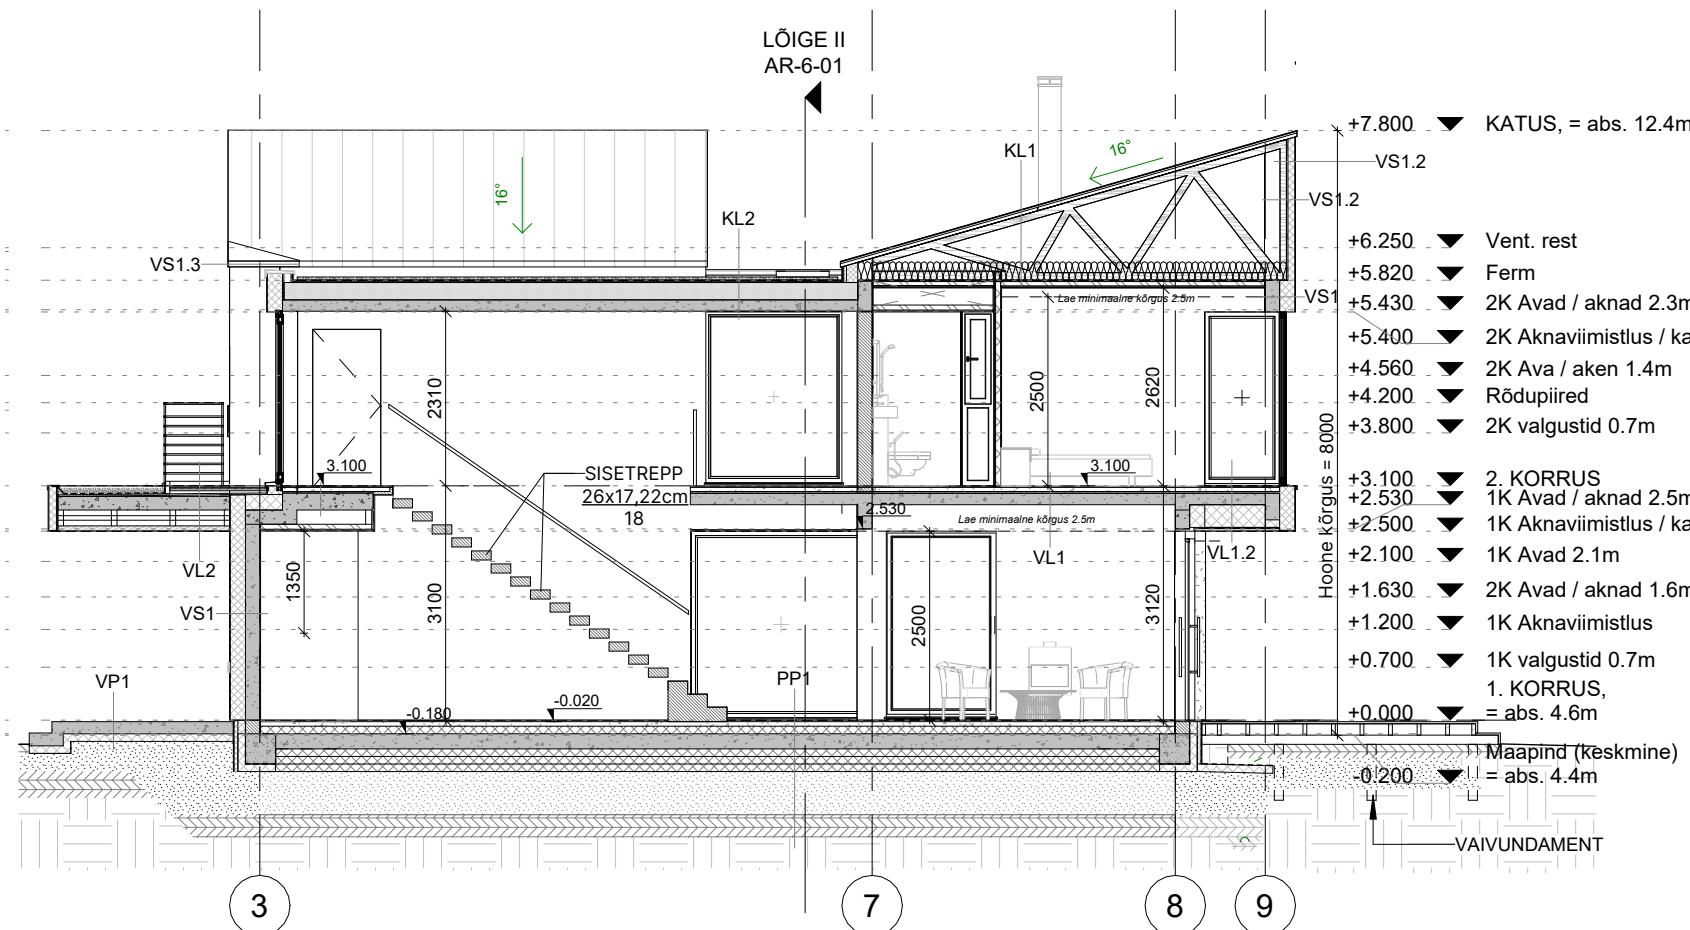 LÕIGE II
AR-6-01
+7.800 KATUS, = abs. 12.4m
KL1
16°
VS1.2
16°
VS1.2
KL2
+6.250 Vent. rest
VS1.3
+5.820 Ferm
Lae minimaalne kõrgus 2.5m
VS1
+5.430 2K Avad / aknad 2.3m
+5.400 2K Aknaviimistlus / ka
+4.560 2K Ava / aken 1.4m
2310
2500
2620
+4.200 Rõdupiired
+3.800 2K valgustid 0.7m
Hoone kõrgus = 8000
3.100
3.100
SISETREPP
26x17,22cm
18
+3.100 2. KORRUS
+2.530 1K Avad / aknad 2.5m
2.530
Lae minimaalne kõrgus 2.5m
+2.500 1K Aknaviimistlus / ka
VL1
VL1.2
+2.100 1K Avad 2.1m
VL2
1350
3100
2500
3120
+1.630 2K Avad / aknad 1.6m
VS1
+1.200 1K Aknaviimistlus
+0.700 1K valgustid 0.7m
VP1
PP1
1. KORRUS,
+0.000 = abs. 4.6m
-0.020
-0.180
Maapind (keskmine)
-0.200 = abs. 4.4m
VAIVUNDAMENT
3
7
8
9